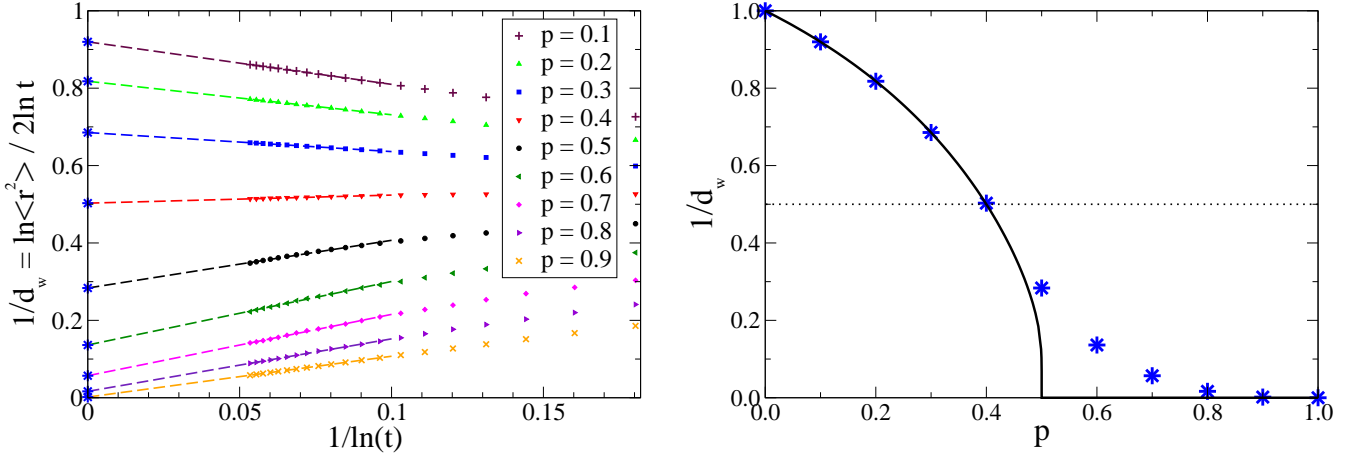 1/d_w = ln<r²> / 2ln t
1.0
0.8
0.6
0.4
0.2
0
0
0.05
0.1
0.15
1/ln(t)
p = 0.1
p = 0.2
p = 0.3
p = 0.4
p = 0.5
p = 0.6
p = 0.7
p = 0.8
p = 0.9
1/d_w
1.0
0.8
0.6
0.4
0.2
0.0
0.0
0.2
0.4
0.6
0.8
1.0
p